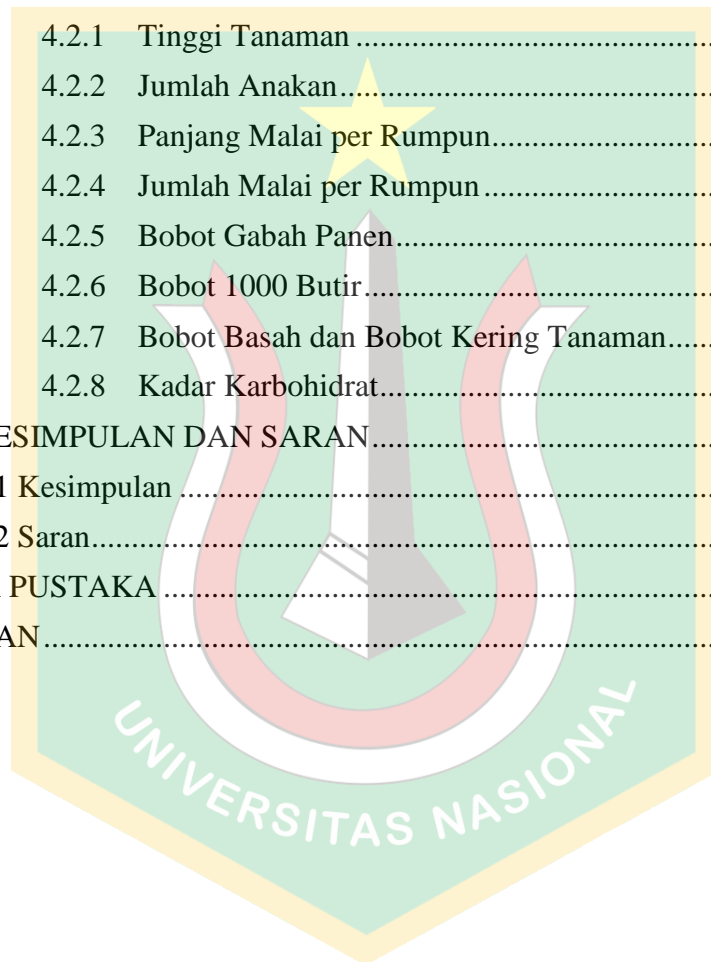 4.2.1 Tinggi Tanaman ............................................
4.2.2 Jumlah Anakan..............................................
4.2.3 Panjang Malai per Rumpun...........................
4.2.4 Jumlah Malai per Rumpun ............................
4.2.5 Bobot Gabah Panen.......................................
4.2.6 Bobot 1000 Butir...........................................
4.2.7 Bobot Basah dan Bobot Kering Tanaman.....
4.2.8 Kadar Karbohidrat.........................................
ESIMPULAN DAN SARAN..........................................
1 Kesimpulan .................................................................
2 Saran............................................................................
PUSTAKA ....................................................................
AN...................................................................................
UNIVERSITAS NASIONAL